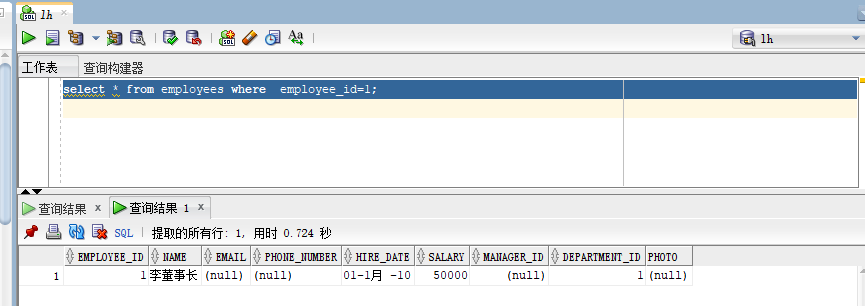 lh
SQL
Aa
lh
工作表
查询构建器
select * from employees where  employee_id=1;
查询结果 x
查询结果 1 x
SQL | 提取的所有行: 1, 用时 0.724 秒
EMPLOYEE_ID NAME EMAIL PHONE_NUMBER HIRE_DATE SALARY MANAGER_ID DEPARTMENT_ID PHOTO
1 1 李董事长 (null) (null) 01-1月 -10 50000 (null) 1 (null)